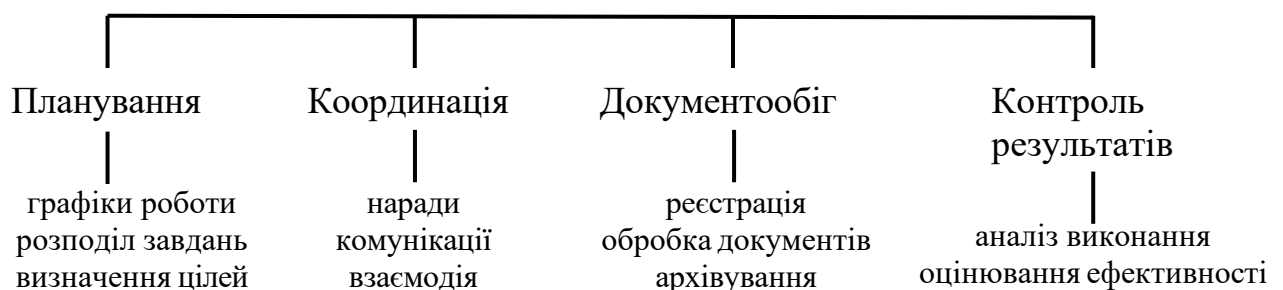 Планування
Координація
Документообіг
Контроль
результатів
графіки роботи
розподіл завдань
визначення цілей
наради
комунікації
взаємодія
реєстрація
обробка документів
архівування
аналіз виконання
оцінювання ефективності